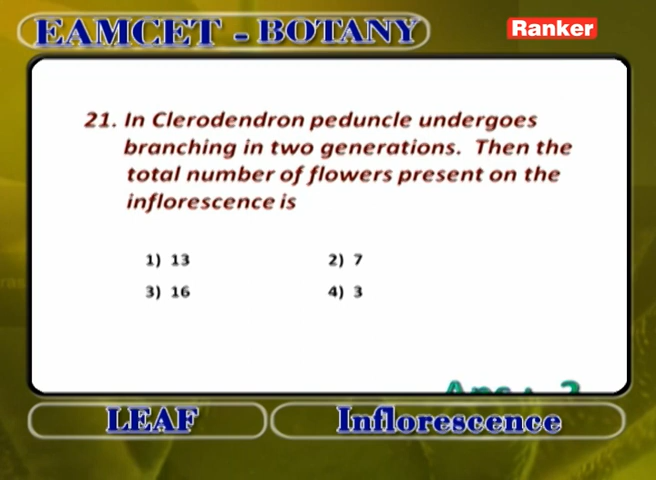 EAMCET - BOTANY
Ranker
21. In Clerodendron peduncle undergoes
branching in two generations. Then the
total number of flowers present on the
inflorescence is
1) 13
2) 7
3) 16
4) 3
LEAF
Inflorescence